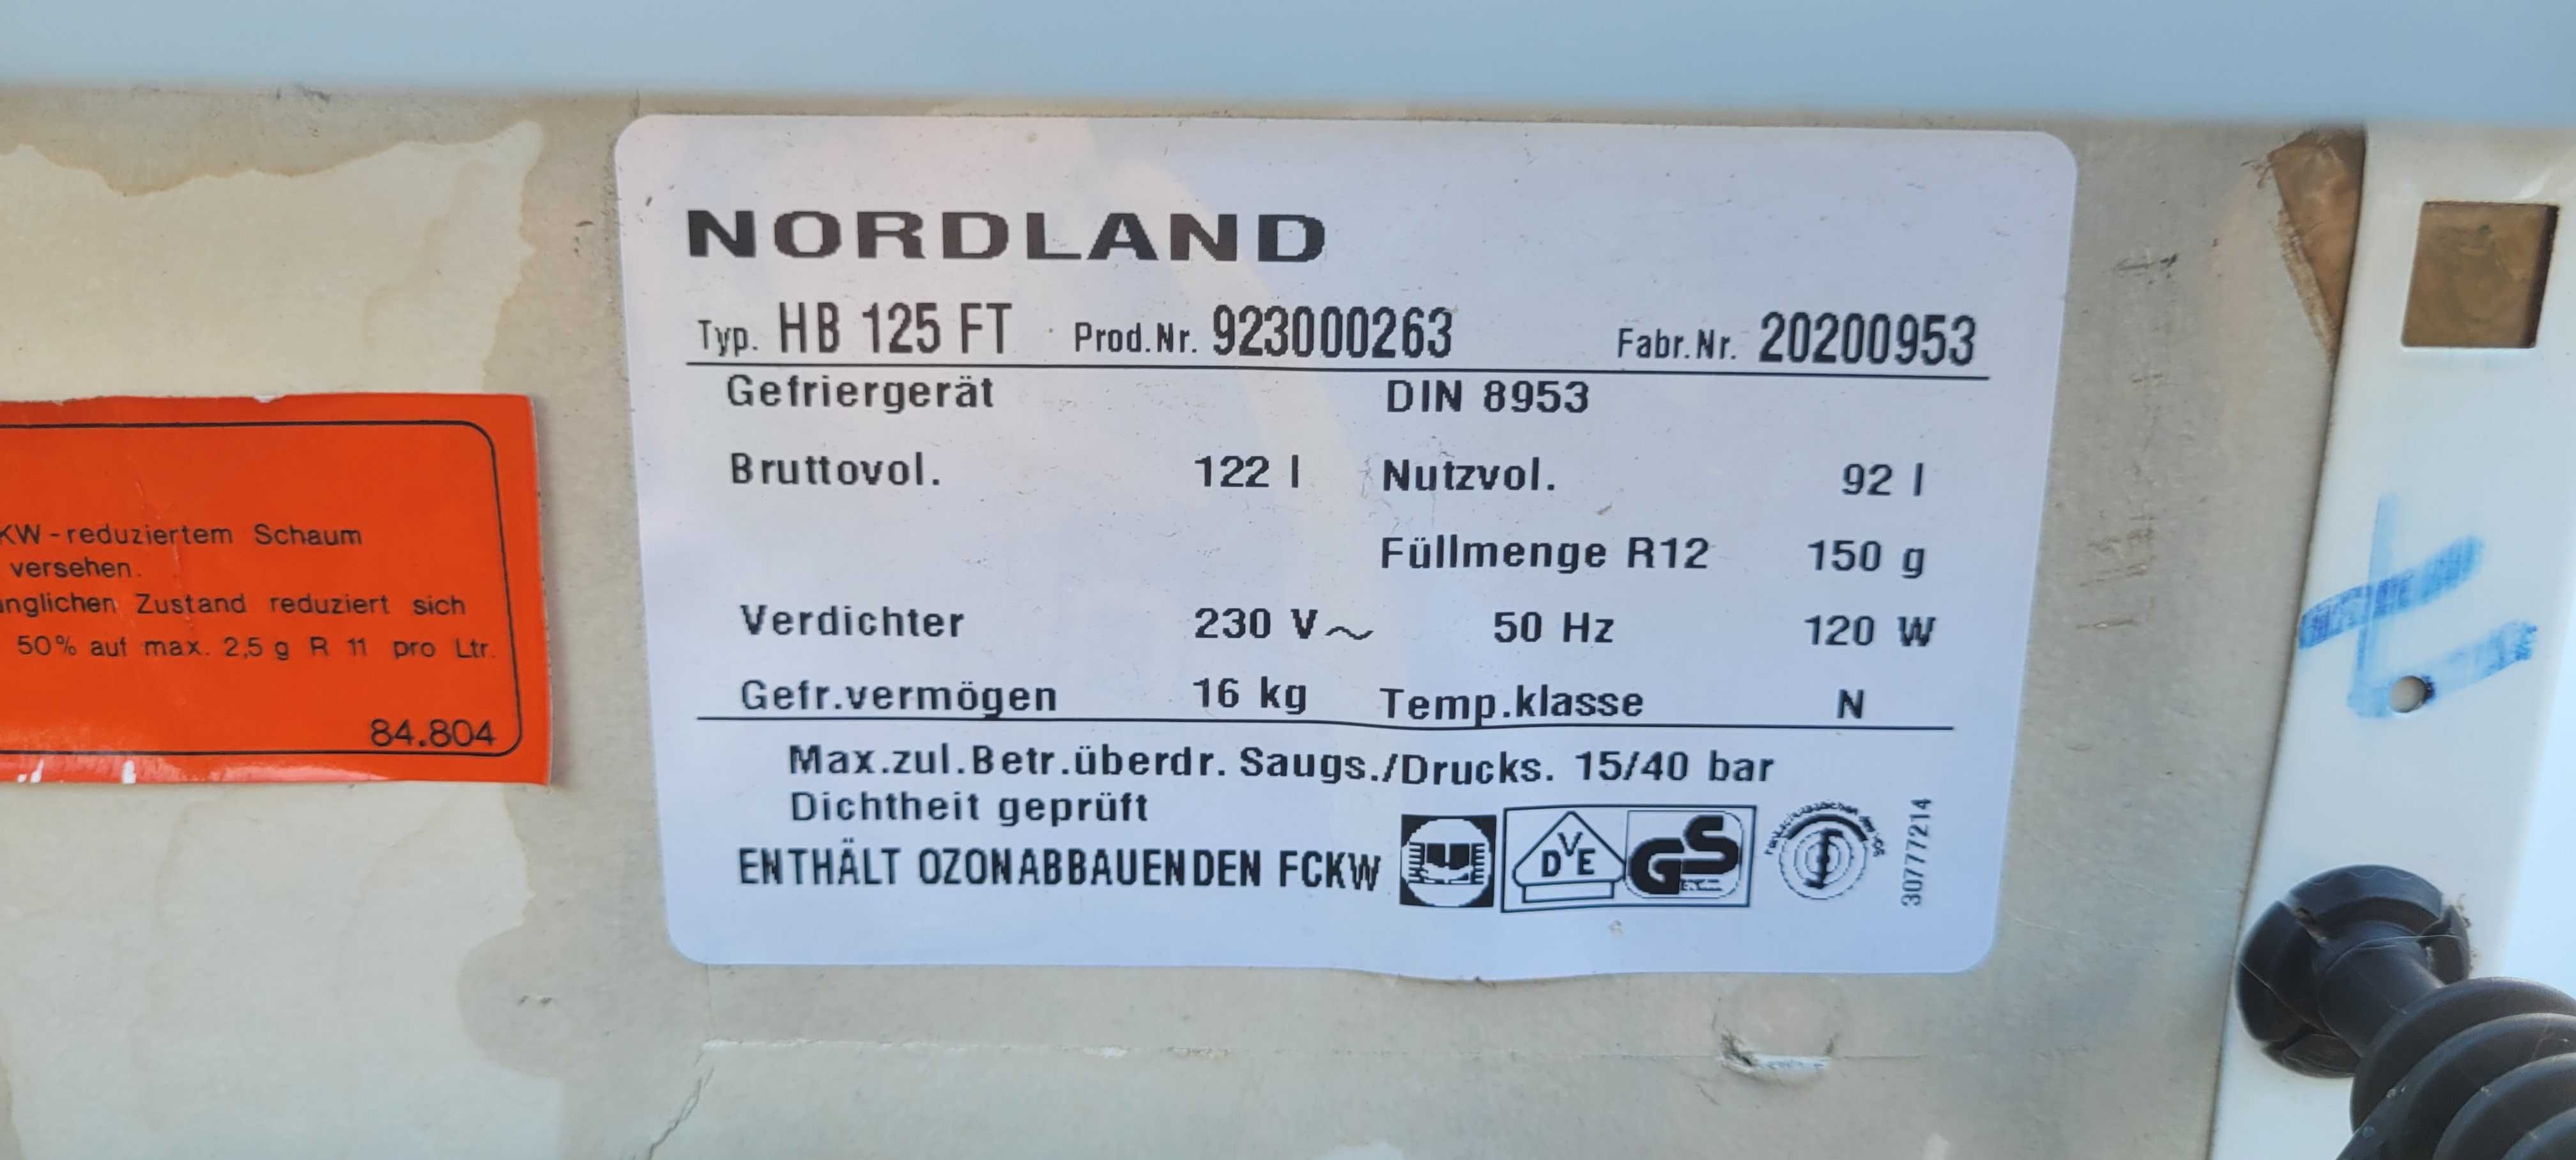 NORDLAND
Typ. HB 125 FT Prod.Nr. 923000263 Fabr.Nr. 20200953
Gefriergerät DIN 8953
Bruttovol. 122 l Nutzvol. 92 l
Füllmenge R12 150 g
Verdichter 230 V~ 50 Hz 120 W
Gefr.vermögen 16 kg Temp.klasse N
Max.zul.Betr.überdr. Saugs./Drucks. 15/40 bar
Dichtheit geprüft
ENTHÄLT OZONABBAUENDEN FCKW
DVE
GS
30777214
KW-reduziertem Schaum
versehen.
nglichen Zustand reduziert sich
50% auf max. 2,5 g R 11 pro Ltr.
84.804